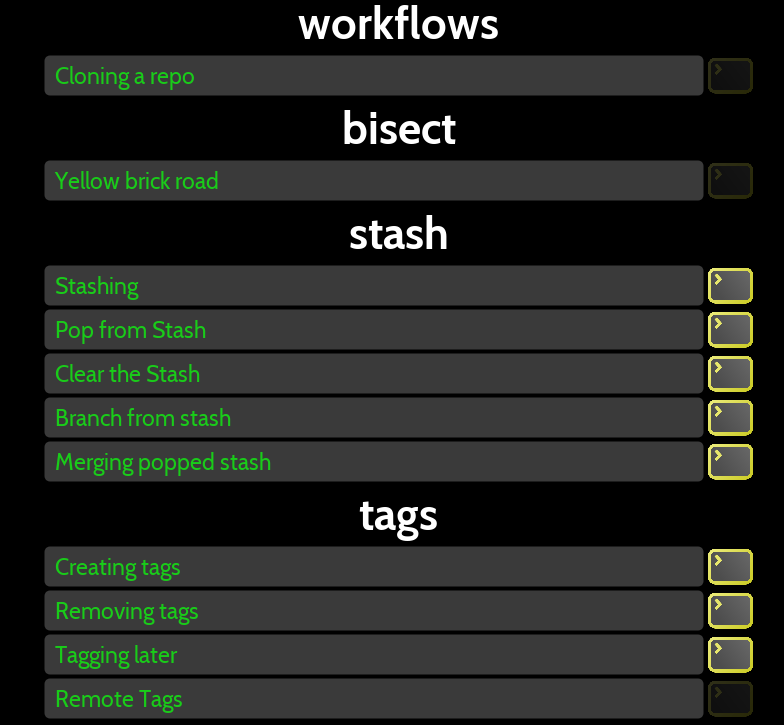 workflows
Cloning a repo
bisect
Yellow brick road
stash
Stashing
Pop from Stash
Clear the Stash
Branch from stash
Merging popped stash
tags
Creating tags
Removing tags
Tagging later
Remote Tags